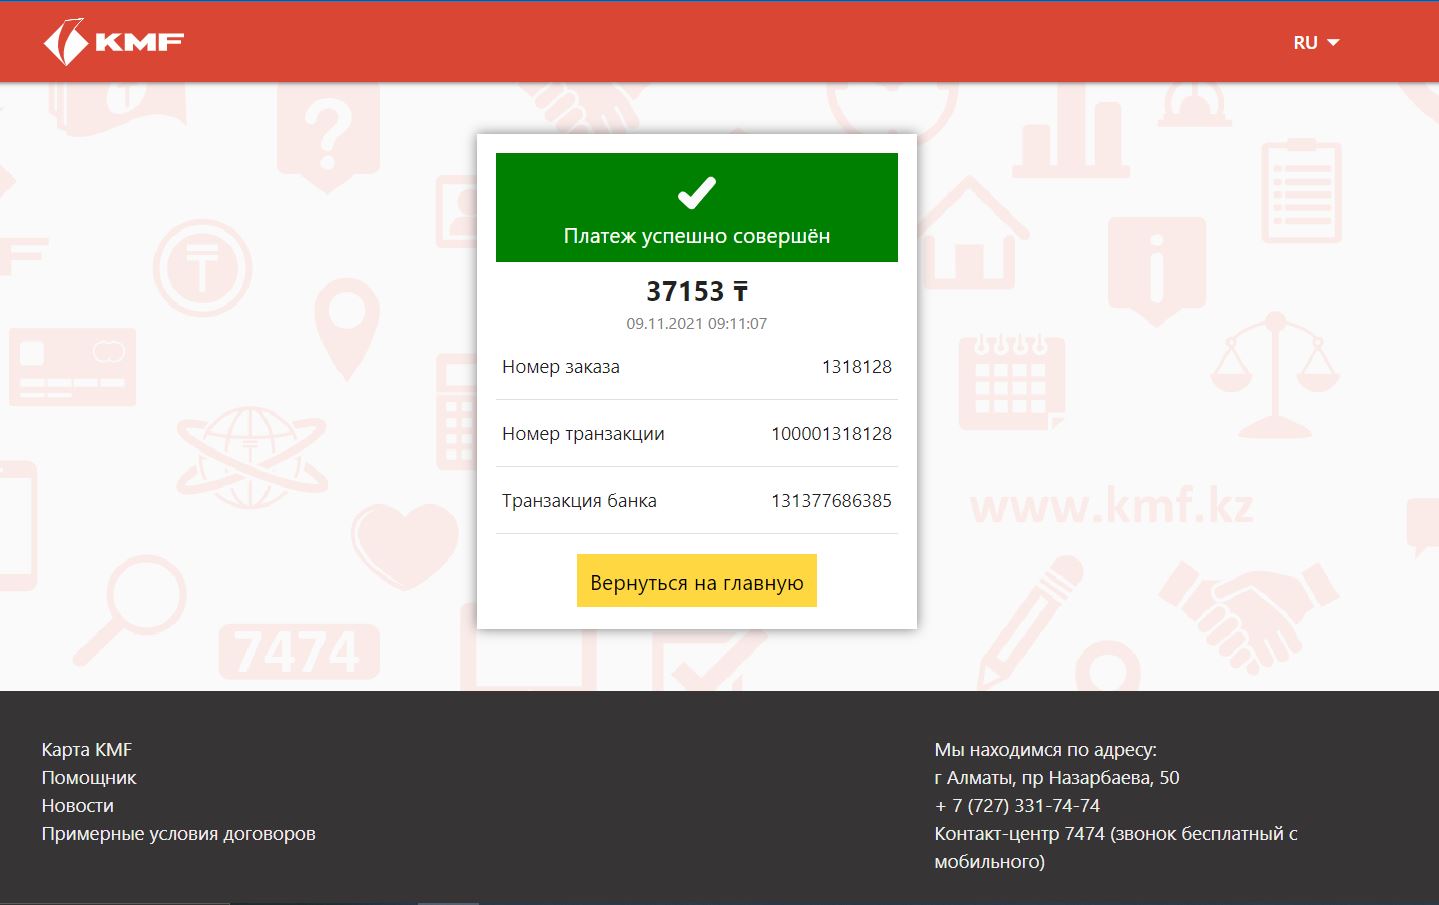 KMF
RU
Платеж успешно совершён
37153 ₸
09.11.2021 09:11:07
Номер заказа 1318128
Номер транзакции 100001318128
Транзакция банка 131377686385
www.kmf.kz
Вернуться на главную
7474
Карта KMF
Помощник
Новости
Примерные условия договоров
Мы находимся по адресу:
г Алматы, пр Назарбаева, 50
+ 7 (727) 331-74-74
Контакт-центр 7474 (звонок бесплатный с
мобильного)